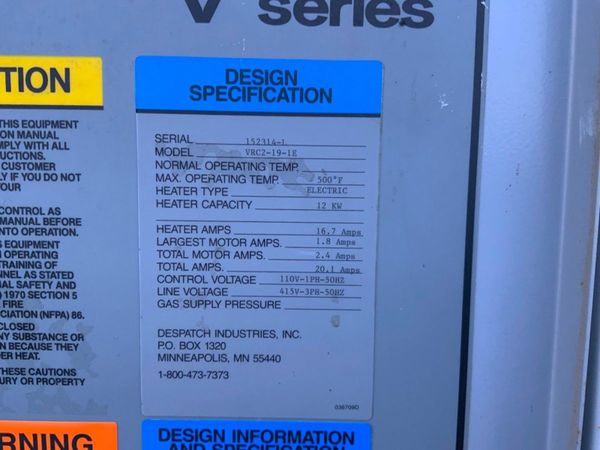 V series
TION
THIS EQUIPMENT
ON MANUAL
MPLY WITH ALL
UCTIONS.
CUSTOMER
Y IF YOU DO NOT
YOUR
CONTROL AS
MANUAL BEFORE
NTO OPERATION.
S EQUIPMENT
N OPERATING
TRAINING OF
NNEL AS STATED
NAL SAFETY AND
) 1970 SECTION 5
FIRE
CIATION (NFPA) 86.
CLOSED
NY SUBSTANCE OR
N BECAUSE THEY
ER HEAT.
THESE CAUTIONS
URY OR PROPERTY
RNING
DESIGN
SPECIFICATION
SERIAL 152314-L
MODEL VRC2-19-1E
NORMAL OPERATING TEMP.
MAX. OPERATING TEMP. 500°F
HEATER TYPE ELECTRIC
HEATER CAPACITY 12 KW
HEATER AMPS 16.7 Amps
LARGEST MOTOR AMPS. 1.8 Amps
TOTAL MOTOR AMPS. 2.4 Amps
TOTAL AMPS. 20.1 Amps
CONTROL VOLTAGE 110V-1PH-50HZ
LINE VOLTAGE 415V-3PH-50HZ
GAS SUPPLY PRESSURE
DESPATCH INDUSTRIES, INC.
P.O. BOX 1320
MINNEAPOLIS, MN 55440
1-800-473-7373
036709D
DESIGN INFORMATION
AND SPECIFICATION